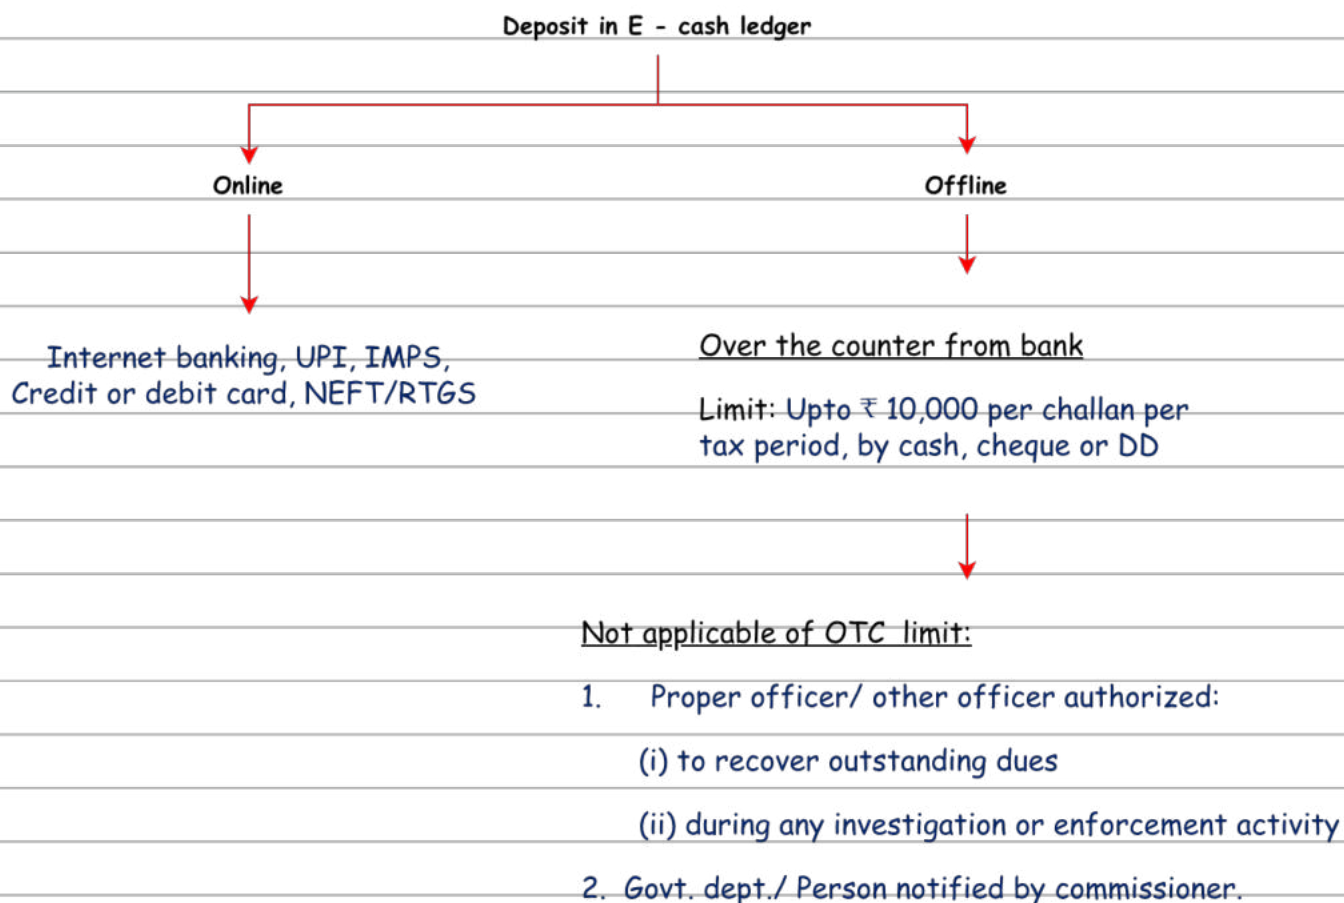 Deposit in E - cash ledger
Online
Offline
Internet banking, UPI, IMPS,
Credit or debit card, NEFT/RTGS
Over the counter from bank
Limit: Upto ₹ 10,000 per challan per
tax period, by cash, cheque or DD
Not applicable of OTC limit:
1. Proper officer/ other officer authorized:
(i) to recover outstanding dues
(ii) during any investigation or enforcement activity
2. Govt. dept./ Person notified by commissioner.